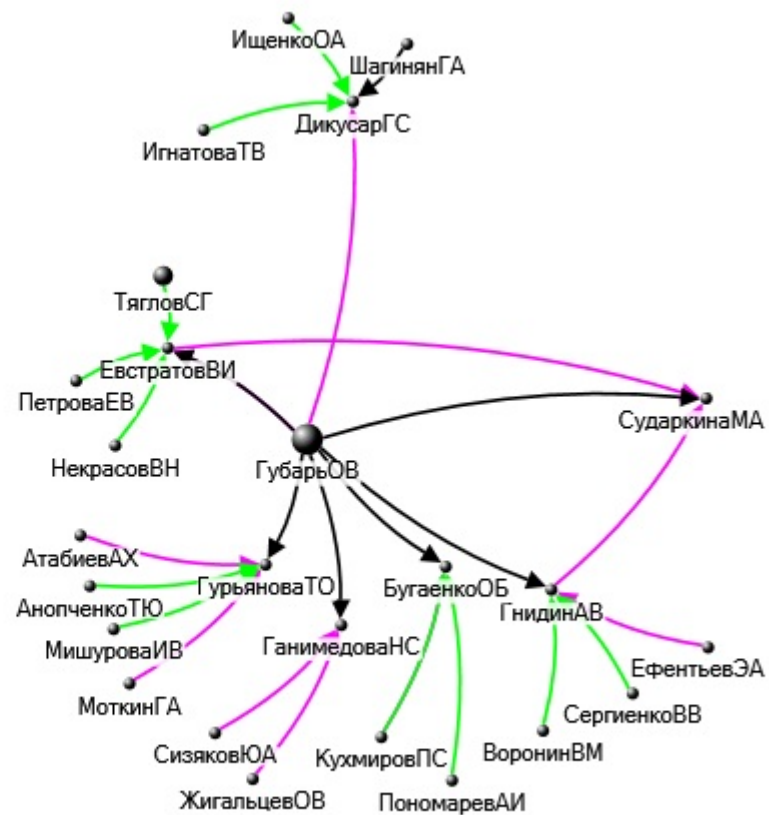 ИщенкоОА
ШагинянГА
ДикусарГС
ИгнатоваТВ
ТягловСГ
ЕвстратовВИ
ПетроваЕВ
СударкинаМА
НекрасовВН
ГубарьОВ
АтабиевАХ
ГурьяноваТО
БугаенкоОБ
АнопченкоТЮ
ГнидинАВ
МишуроваИВ
ГанимедоваНС
ЕфентьевЭА
МоткинГА
СергиенкоВВ
СизяковЮА
КухмировПС
ВоронинВМ
ЖигальцевОВ
ПономаревАИ